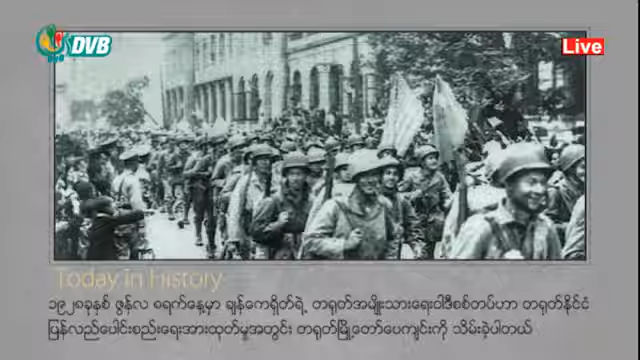 DVB
DVB
Live
Today in History
၁၉၂၈ခုနှစ် ဇွန်လ ၈ရက်နေ့မှာ ချန်ကေရှိတ်ရဲ့ တရုတ်အမျိုးသားရေးဝါဒီစစ်တပ်ဟာ တရုတ်နိုင်ငံ
ပြန်လည်ပေါင်းစည်းရေးအားထုတ်မှုအတွင်း တရုတ်မြို့တော်ပေကျင်းကို သိမ်းခဲ့ပါတယ်